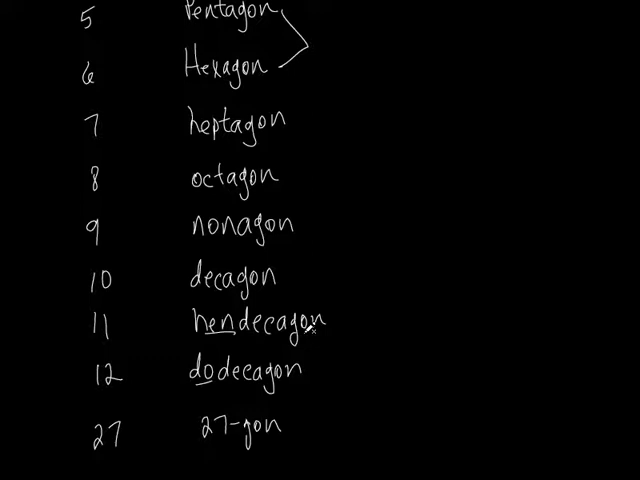 5 Pentagon
6 Hexagon
7 heptagon
8 octagon
9 nonagon
10 decagon
11 hendecagon
12 dodecagon
27 27-gon